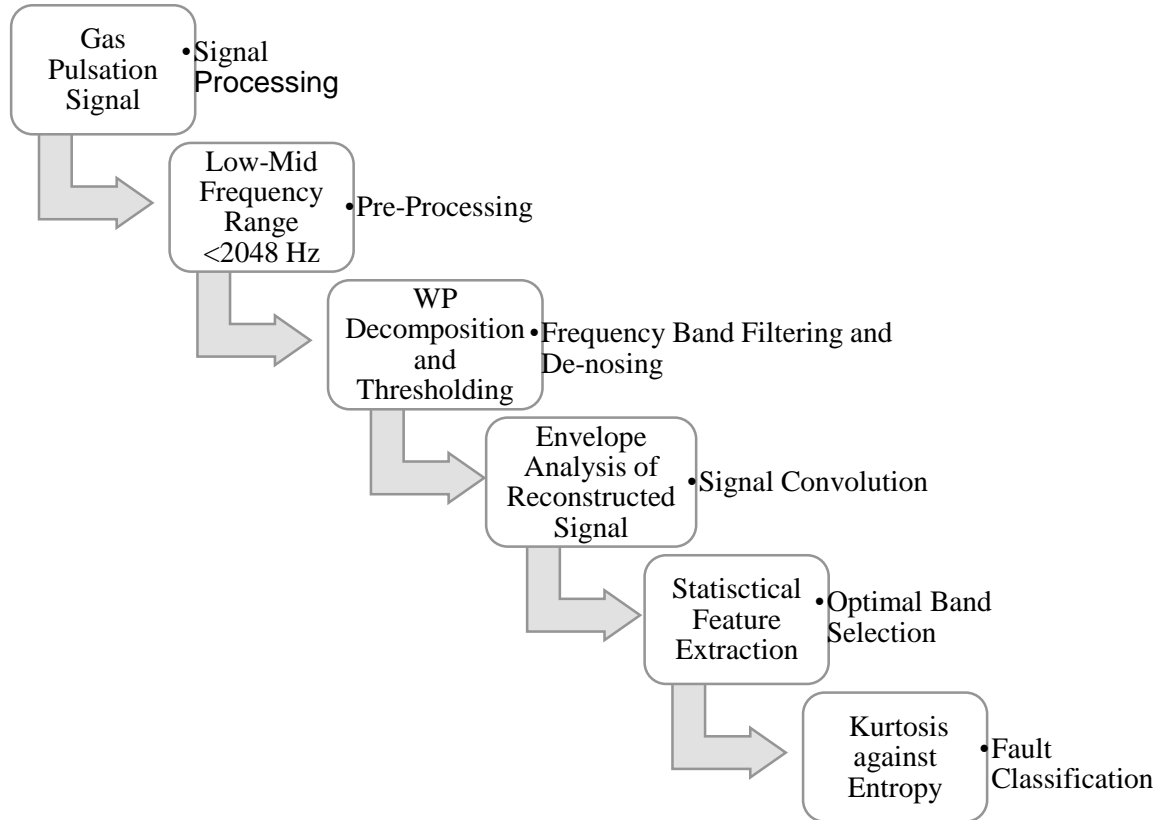 Gas
Pulsation
Signal
•Signal
Processing
Low-Mid
Frequency
Range
<2048 Hz
•Pre-Processing
WP
Decomposition
and
Thresholding
•Frequency Band Filtering and
De-nosing
Envelope
Analysis of
Reconstructed
Signal
•Signal Convolution
Statisctical
Feature
Extraction
•Optimal Band
Selection
Kurtosis
against
Entropy
•Fault
Classification